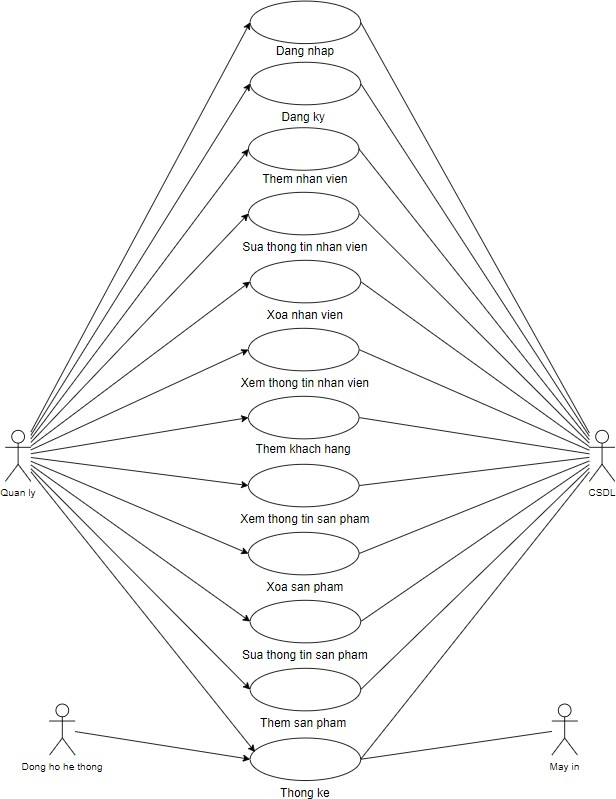 Dang nhap
Dang ky
Them nhan vien
Sua thong tin nhan vien
Xoa nhan vien
Xem thong tin nhan vien
Them khach hang
Quan ly
CSDL
Xem thong tin san pham
Xoa san pham
Sua thong tin san pham
Them san pham
Dong ho he thong
May in
Thong ke